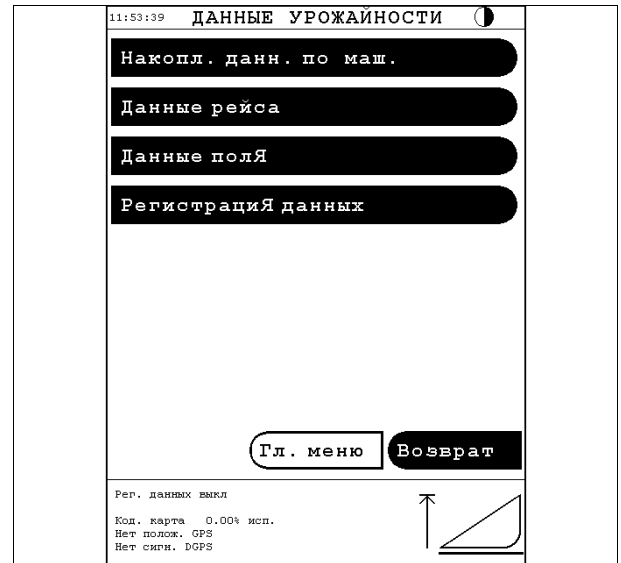 11:53:39 ДАННЫЕ УРОЖАЙНОСТИ
Накопл. данн. по маш.
Данные рейса
Данные полЯ
РегистрациЯ данных
Гл. меню Возврат
Рег. данных выкл
Код. карта 0.00% исп.
Нет полож. GPS
Нет сигн. DGPS